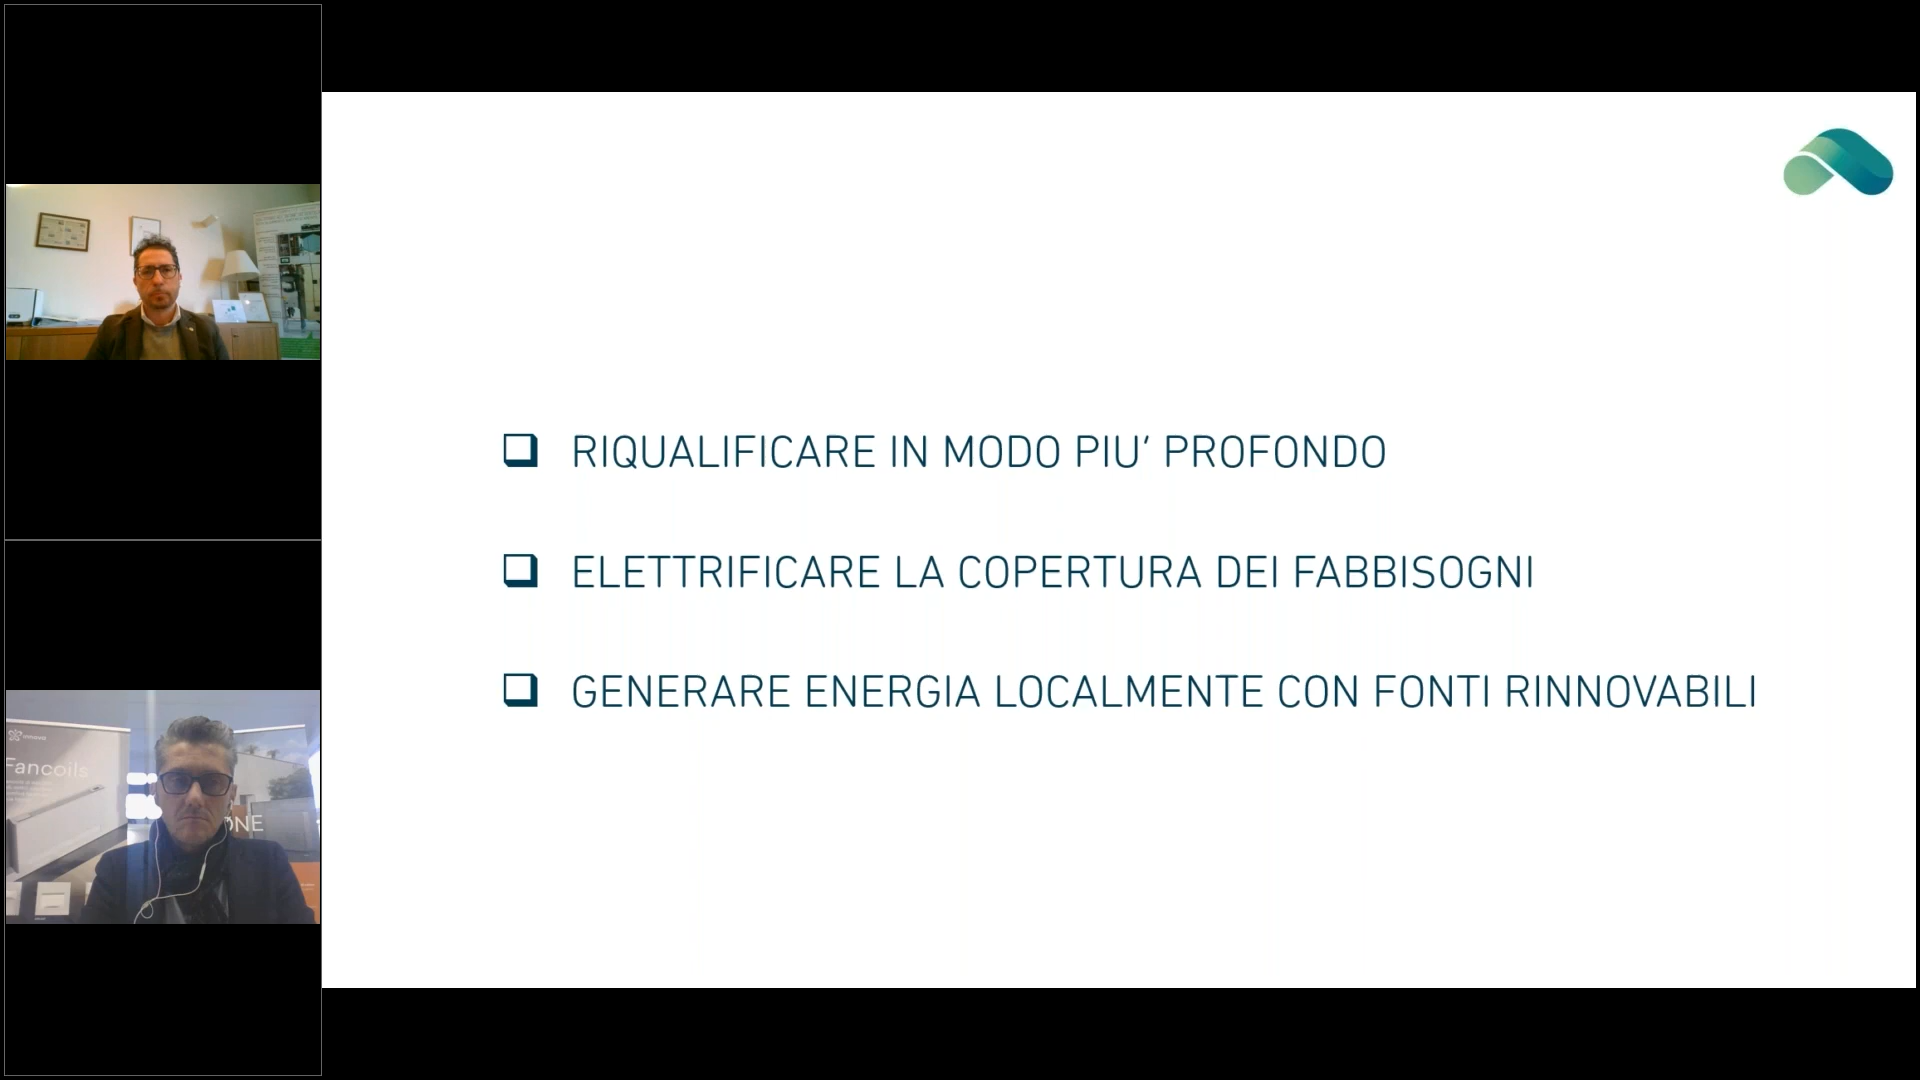 RIQUALIFICARE IN MODO PIU’ PROFONDO
ELETTRIFICARE LA COPERTURA DEI FABBISOGNI
GENERARE ENERGIA LOCALMENTE CON FONTI RINNOVABILI
Fancoils
ONE